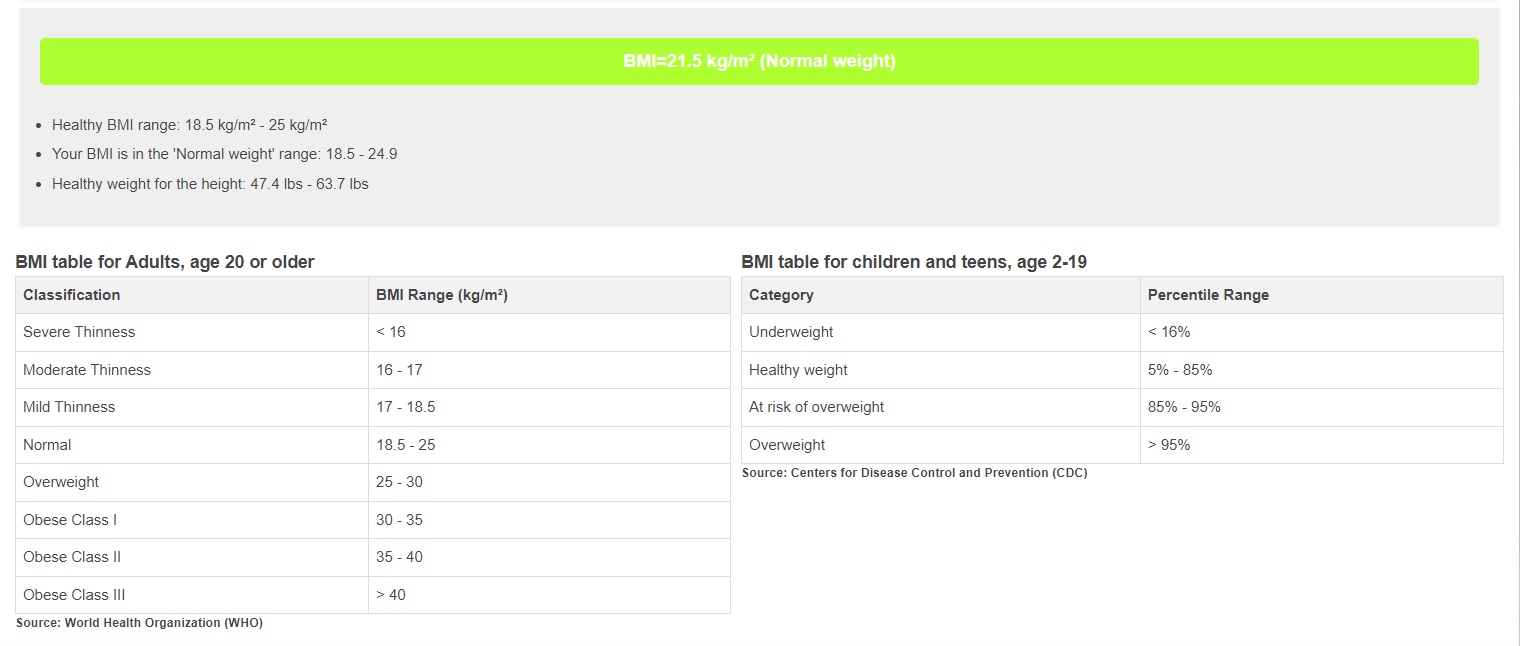 BMI=21.5 kg/m² (Normal weight)
Healthy BMI range: 18.5 kg/m² - 25 kg/m²
Your BMI is in the 'Normal weight' range: 18.5 - 24.9
Healthy weight for the height: 47.4 lbs - 63.7 lbs
BMI table for Adults, age 20 or older
Classification BMI Range (kg/m²)
Severe Thinness < 16
Moderate Thinness 16 - 17
Mild Thinness 17 - 18.5
Normal 18.5 - 25
Overweight 25 - 30
Obese Class I 30 - 35
Obese Class II 35 - 40
Obese Class III > 40
Source: World Health Organization (WHO)
BMI table for children and teens, age 2-19
Category Percentile Range
Underweight < 16%
Healthy weight 5% - 85%
At risk of overweight 85% - 95%
Overweight > 95%
Source: Centers for Disease Control and Prevention (CDC)